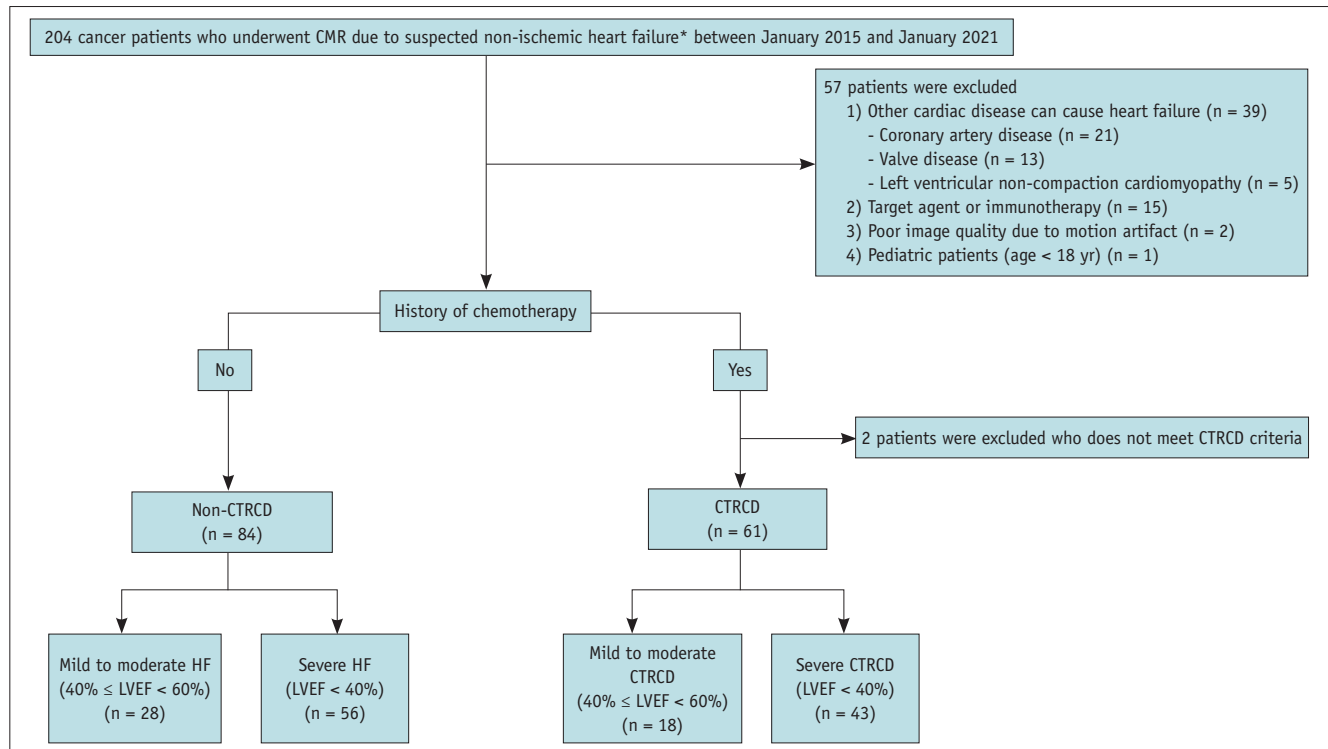 204 cancer patients who underwent CMR due to suspected non-ischemic heart failure* between January 2015 and January 2021
57 patients were excluded
1) Other cardiac disease can cause heart failure (n = 39)
- Coronary artery disease (n = 21)
- Valve disease (n = 13)
- Left ventricular non-compaction cardiomyopathy (n = 5)
2) Target agent or immunotherapy (n = 15)
3) Poor image quality due to motion artifact (n = 2)
4) Pediatric patients (age < 18 yr) (n = 1)
History of chemotherapy
No
Yes
2 patients were excluded who does not meet CTRCD criteria
Non-CTRCD
(n = 84)
CTRCD
(n = 61)
Mild to moderate HF
(40% ≤ LVEF < 60%)
(n = 28)
Severe HF
(LVEF < 40%)
(n = 56)
Mild to moderate
CTRCD
(40% ≤ LVEF < 60%)
(n = 18)
Severe CTRCD
(LVEF < 40%)
(n = 43)